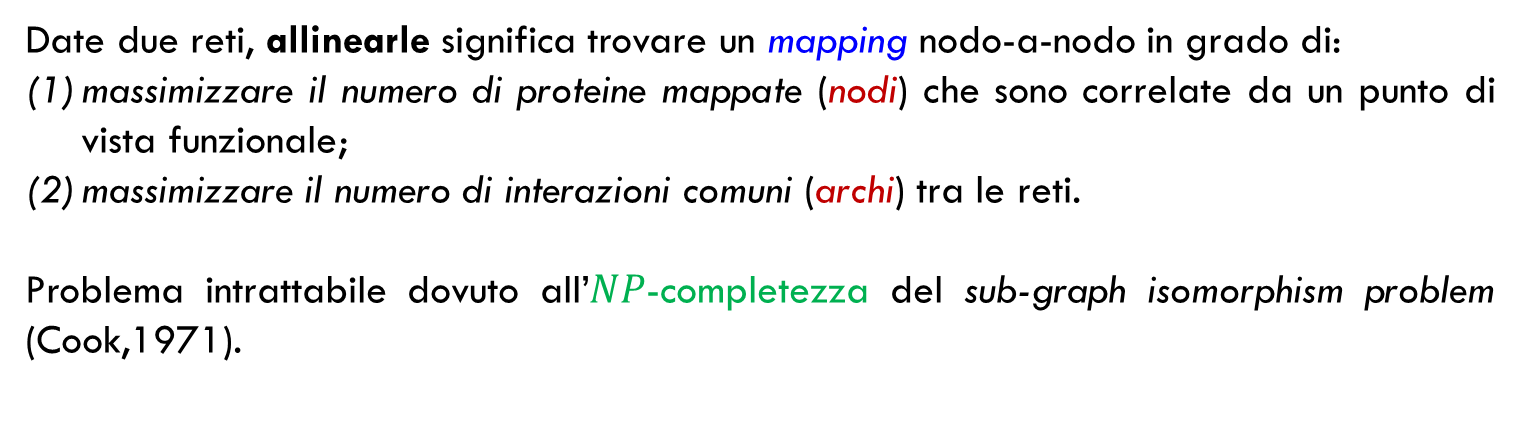 Date due reti, allinearle significa trovare un mapping nodo-a-nodo in grado di:
(1) massimizzare il numero di proteine mappate (nodi) che sono correlate da un punto di
vista funzionale;
(2) massimizzare il numero di interazioni comuni (archi) tra le reti.
Problema intrattabile dovuto all’NP-completezza del sub-graph isomorphism problem
(Cook,1971).